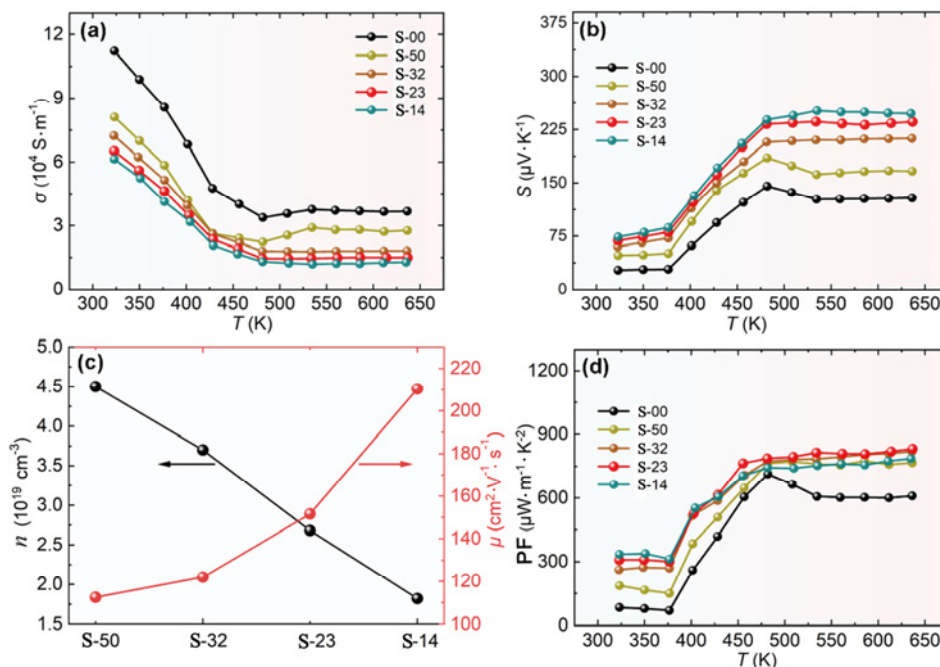 (a)
σ (10⁴ S·m⁻¹)
12
9
6
3
0
S-00
S-50
S-32
S-23
S-14
300 350 400 450 500 550 600 650
T (K)
(b)
S (μV·K⁻¹)
375
300
225
150
75
0
S-00
S-50
S-32
S-23
S-14
300 350 400 450 500 550 600 650
T (K)
(c)
n (10¹⁹ cm⁻³)
5.0
4.5
4.0
3.5
3.0
2.5
2.0
1.5
220
200
180
160
140
120
100
μ (cm²·V⁻¹·s⁻¹)
S-50 S-32 S-23 S-14
(d)
PF (μW·m⁻¹·K⁻²)
1200
900
600
300
0
S-00
S-50
S-32
S-23
S-14
300 350 400 450 500 550 600 650
T (K)